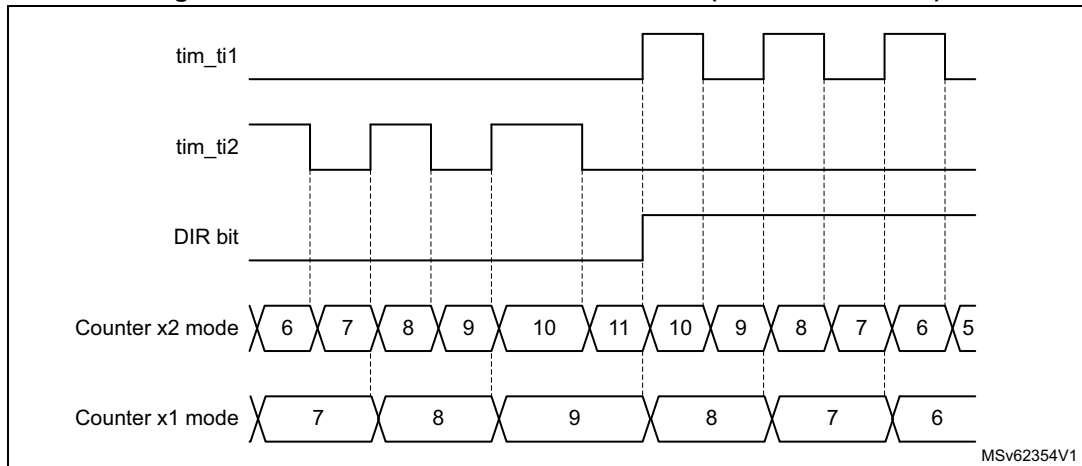 tim_ti1
tim_ti2
DIR bit
Counter x2 mode 6 7 8 9 10 11 10 9 8 7 6 5
Counter x1 mode 7 8 9 8 7 6
MSv62354V1